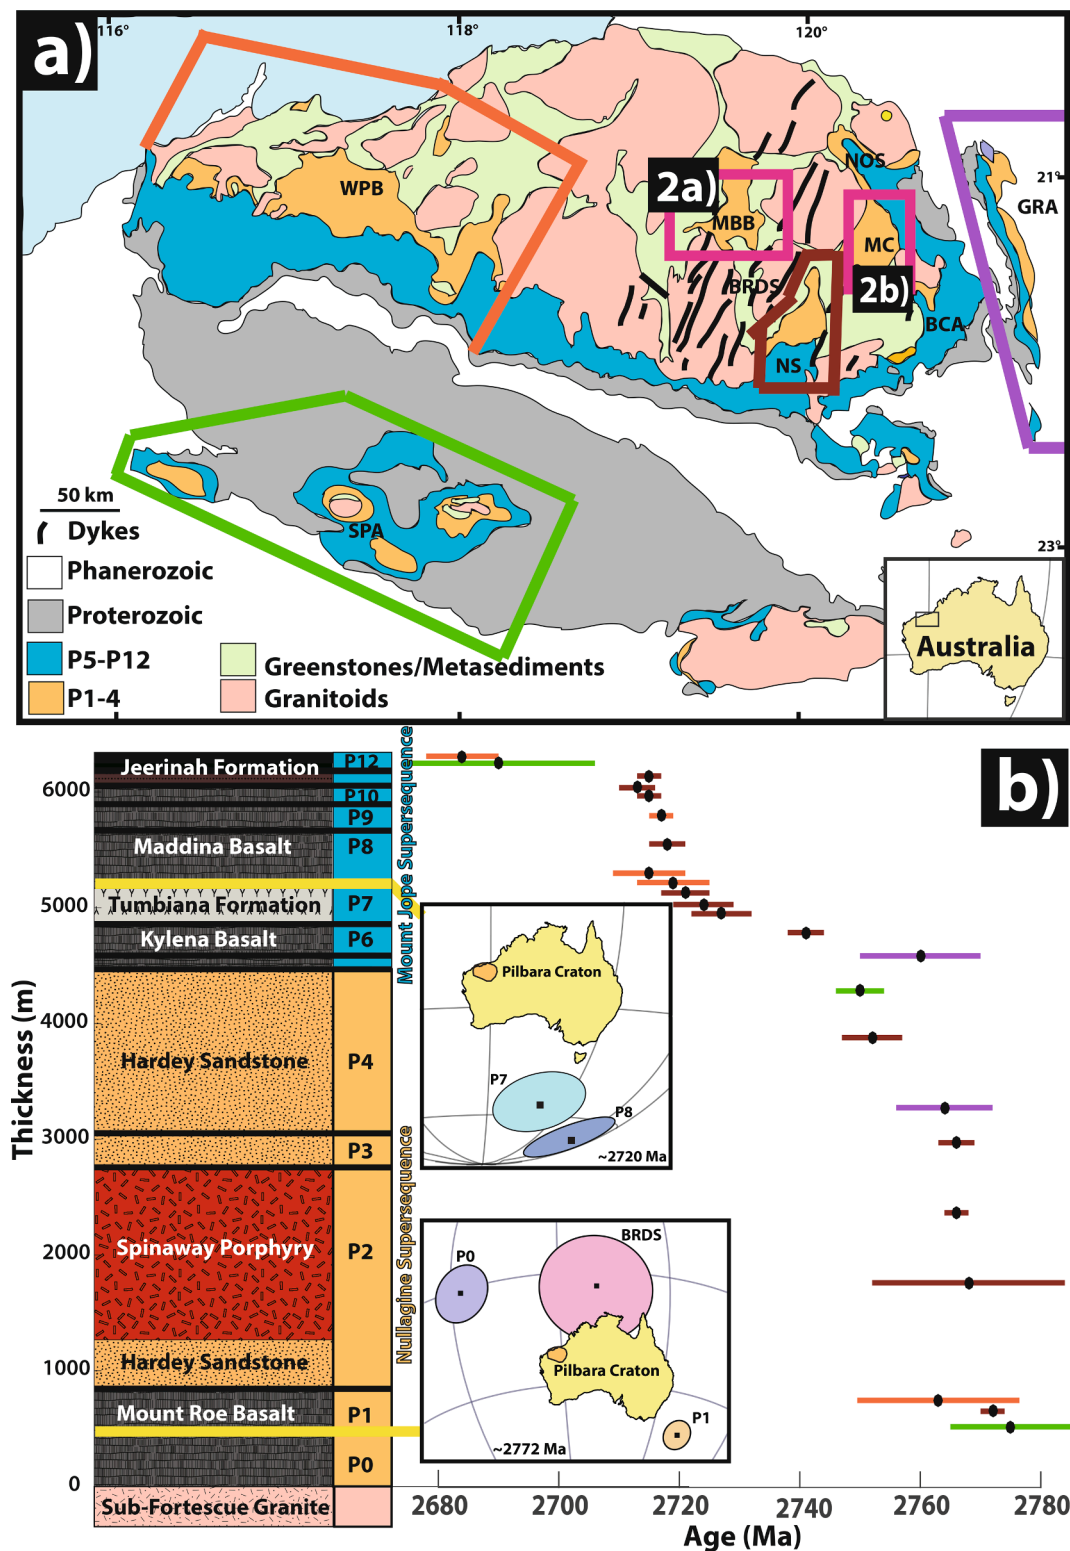 a)
116°
118°
120°
21°
23°
WPB
2a)
MBB
NOS
MC
2b)
GRA
BRDS
BCA
NS
SPA
50 km
Dykes
Phanerozoic
Proterozoic
P5-P12
P1-4
Greenstones/Metasediments
Granitoids
Australia
b)
Thickness (m)
6000
5000
4000
3000
2000
1000
0
Jeerinah Formation
Maddina Basalt
Tumbiana Formation
Kylena Basalt
Hardey Sandstone
Spinaway Porphyry
Hardey Sandstone
Mount Roe Basalt
Sub-Fortescue Granite
P12
P10
P9
P8
P7
P6
P4
P3
P2
P1
P0
Mount Jope Supersequence
Nullagine Supersequence
Pilbara Craton
P7
P8
~2720 Ma
P0
BRDS
Pilbara Craton
P1
~2772 Ma
2680
2700
2720
2740
2760
2780
Age (Ma)